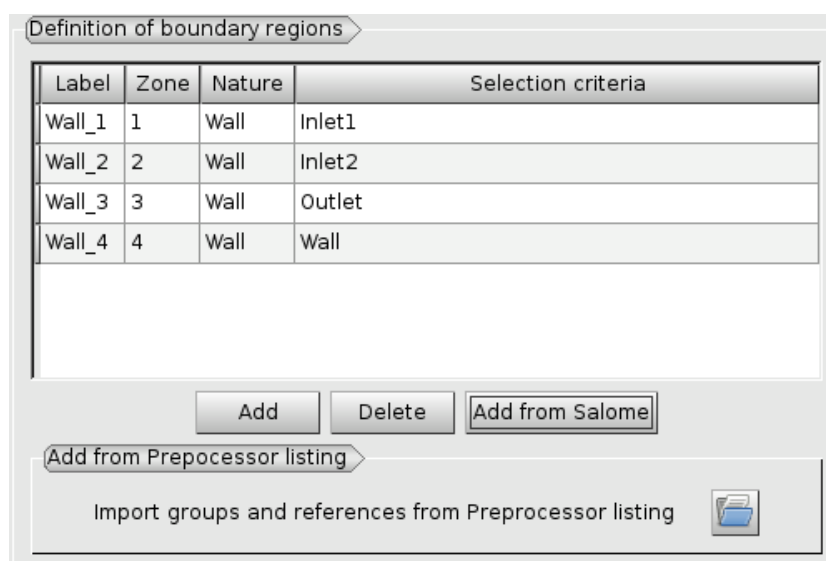 Definition of boundary regions
Label Zone Nature Selection criteria
Wall_1 1 Wall Inlet1
Wall_2 2 Wall Inlet2
Wall_3 3 Wall Outlet
Wall_4 4 Wall Wall
Add Delete Add from Salome
Add from Prepocessor listing
Import groups and references from Preprocessor listing